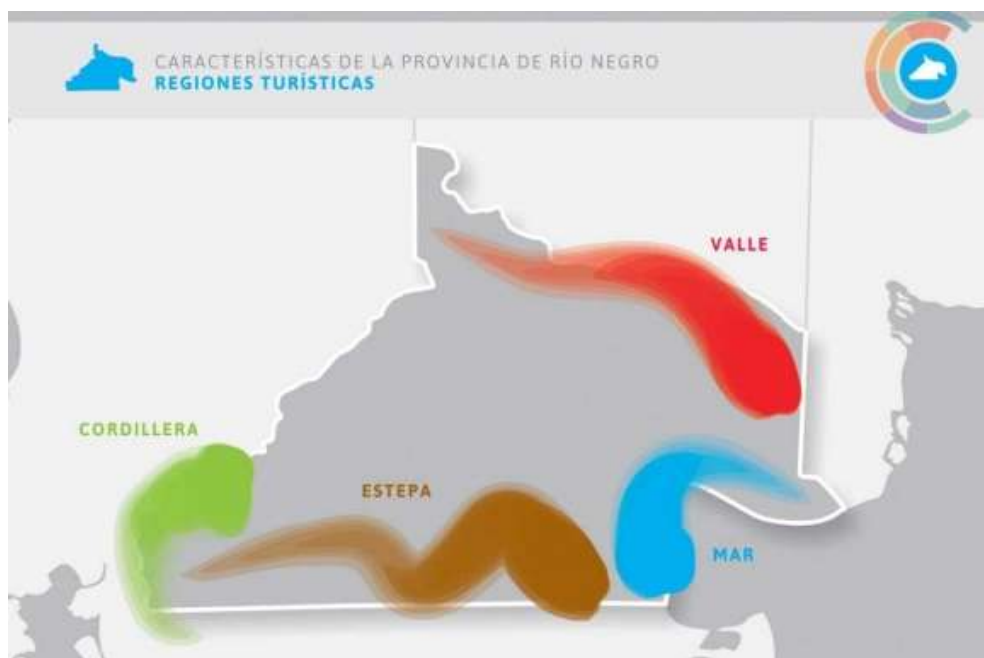 CARACTERÍSTICAS DE LA PROVINCIA DE RÍO NEGRO
REGIONES TURÍSTICAS
VALLE
CORDILLERA
ESTEPA
MAR